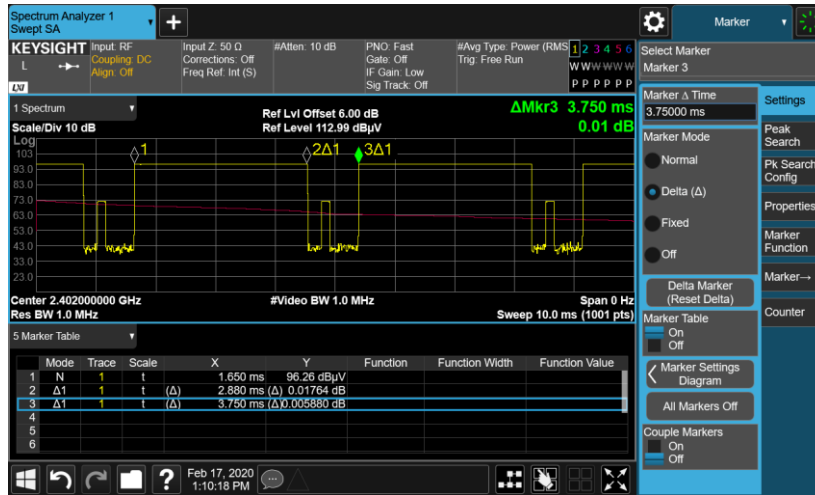 Spectrum Analyzer 1
Swept SA
+
Marker
KEYSIGHT
L
LXI
Input: RF
Coupling: DC
Align: Off
Input Z: 50 Ω
Corrections: Off
Freq Ref: Int (S)
#Atten: 10 dB
PNO: Fast
Gate: Off
IF Gain: Low
Sig Track: Off
#Avg Type: Power (RMS
Trig: Free Run
1 2 3 4 5 6
W W W W W W
P P P P P P
Select Marker
Marker 3
1 Spectrum
Scale/Div 10 dB
Ref Lvl Offset 6.00 dB
Ref Level 112.99 dBµV
ΔMkr3 3.750 ms
0.01 dB
Log
103
93.0
83.0
73.0
63.0
53.0
43.0
33.0
23.0
1
2Δ1
3Δ1
Center 2.402000000 GHz
Res BW 1.0 MHz
#Video BW 1.0 MHz
Span 0 Hz
Sweep 10.0 ms (1001 pts)
5 Marker Table
Mode Trace Scale X Y Function Function Width Function Value
1 N 1 t 1.650 ms 96.26 dBµV
2 Δ1 1 t (Δ) 2.880 ms (Δ) 0.01764 dB
3 Δ1 1 t (Δ) 3.750 ms (Δ)0.005880 dB
4
5
6
Marker Δ Time
3.75000 ms
Marker Mode
Normal
Delta (Δ)
Fixed
Off
Delta Marker
(Reset Delta)
Marker Table
On
Off
Marker Settings
Diagram
All Markers Off
Couple Markers
On
Off
Settings
Peak
Search
Pk Search
Config
Properties
Marker
Function
Marker→
Counter
?
Feb 17, 2020
1:10:18 PM